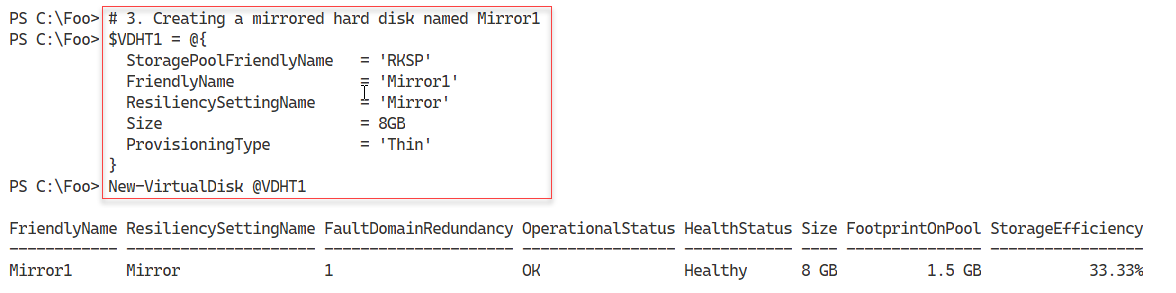 PS C:\Foo> # 3. Creating a mirrored hard disk named Mirror1
PS C:\Foo> $VDHT1 = @{
  StoragePoolFriendlyName   = 'RKSP'
  FriendlyName              = 'Mirror1'
  ResiliencySettingName     = 'Mirror'
  Size                      = 8GB
  ProvisioningType          = 'Thin'
}
PS C:\Foo> New-VirtualDisk @VDHT1

FriendlyName ResiliencySettingName FaultDomainRedundancy OperationalStatus HealthStatus Size FootprintOnPool StorageEfficiency
------------ --------------------- --------------------- ----------------- ------------ ---- --------------- -----------------
Mirror1      Mirror                1                     OK                Healthy      8 GB          1.5 GB            33.33%